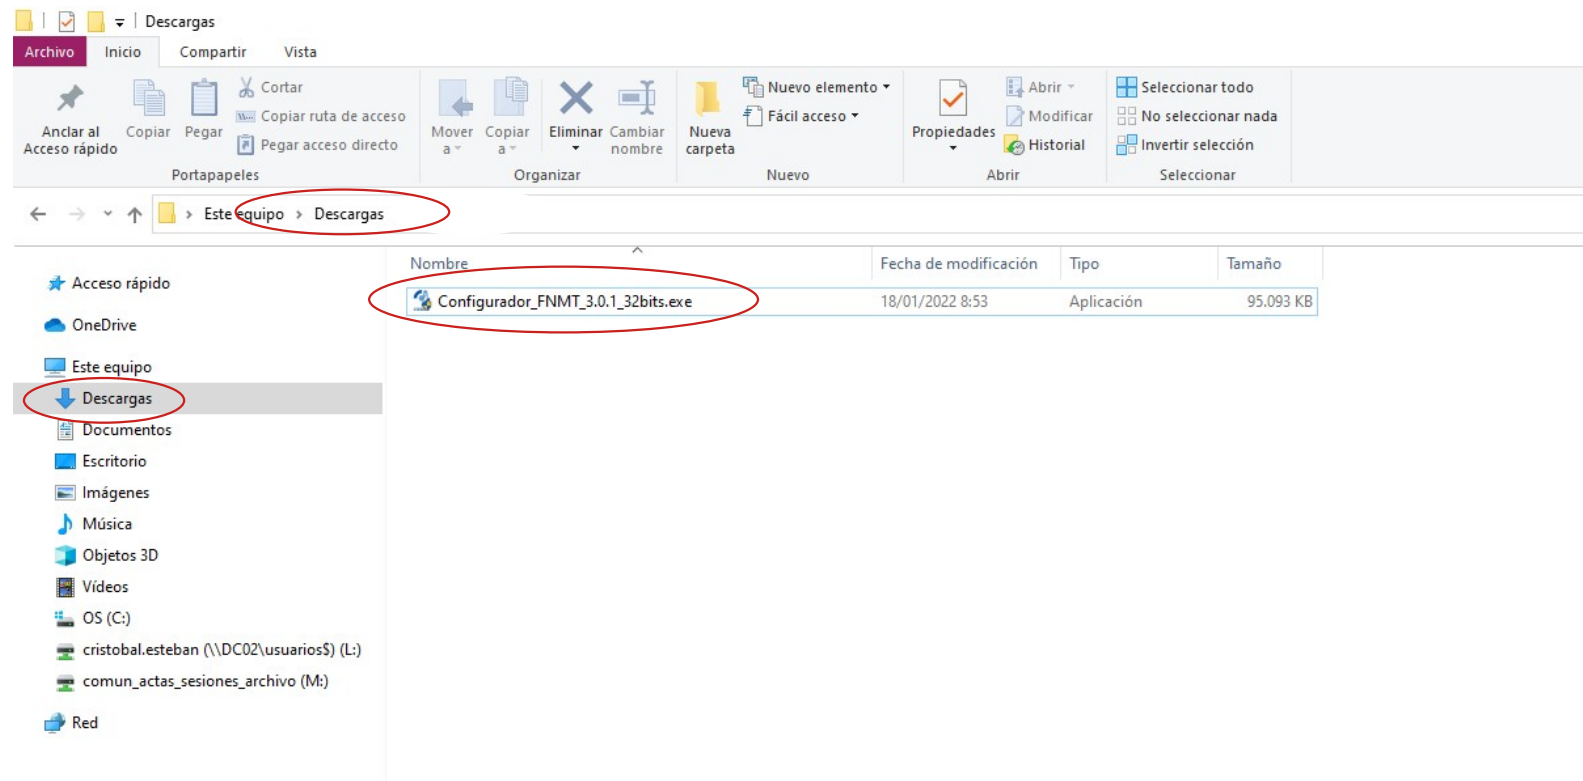 Descargas
Archivo Inicio Compartir Vista
Anclar al Acceso rápido
Copiar
Pegar
Cortar
Copiar ruta de acceso
Pegar acceso directo
Portapapeles
Mover a
Copiar a
Eliminar
Cambiar nombre
Organizar
Nueva carpeta
Nuevo elemento
Fácil acceso
Nuevo
Propiedades
Abrir
Modificar
Historial
Abrir
Seleccionar todo
No seleccionar nada
Invertir selección
Seleccionar
Este equipo > Descargas
Nombre Fecha de modificación Tipo Tamaño
Configurador_FNMT_3.0.1_32bits.exe 18/01/2022 8:53 Aplicación 95.093 KB
Acceso rápido
OneDrive
Este equipo
Descargas
Documentos
Escritorio
Imágenes
Música
Objetos 3D
Vídeos
OS (C:)
cristobal.esteban (\\DC02\usuarios$) (L:)
comun_actas_sesiones_archivo (M:)
Red